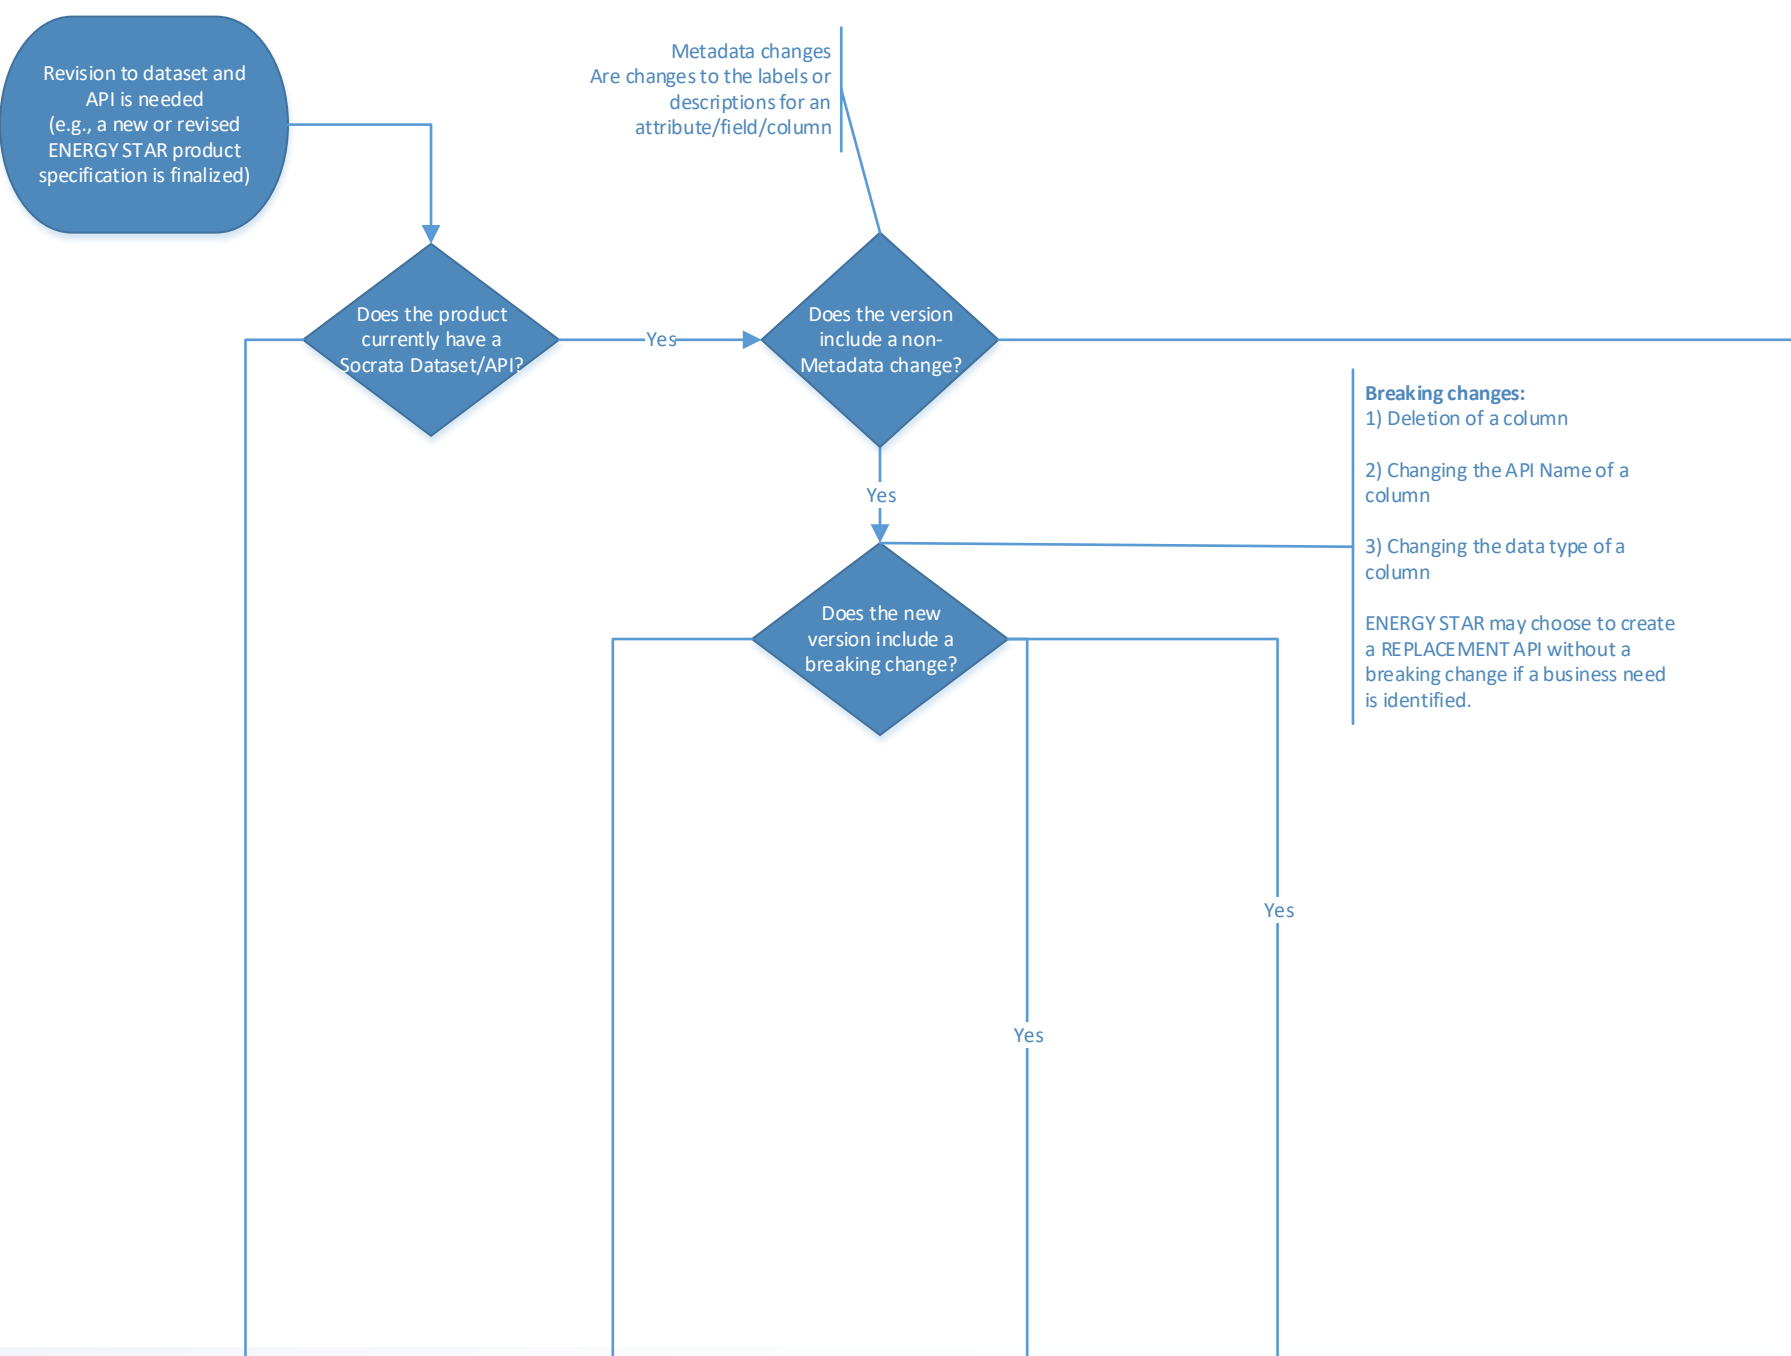 Revision to dataset and
API is needed
(e.g., a new or revised
ENERGY STAR product
specification is finalized)
Metadata changes
Are changes to the labels or
descriptions for an
attribute/field/column
Does the product
currently have a
Socrata Dataset/API?
Yes
Does the version
include a non-
Metadata change?
Yes
Breaking changes:
1) Deletion of a column
2) Changing the API Name of a
column
3) Changing the data type of a
column
ENERGY STAR may choose to create
a REPLACEMENT API without a
breaking change if a business need
is identified.
Does the new
version include a
breaking change?
Yes
Yes